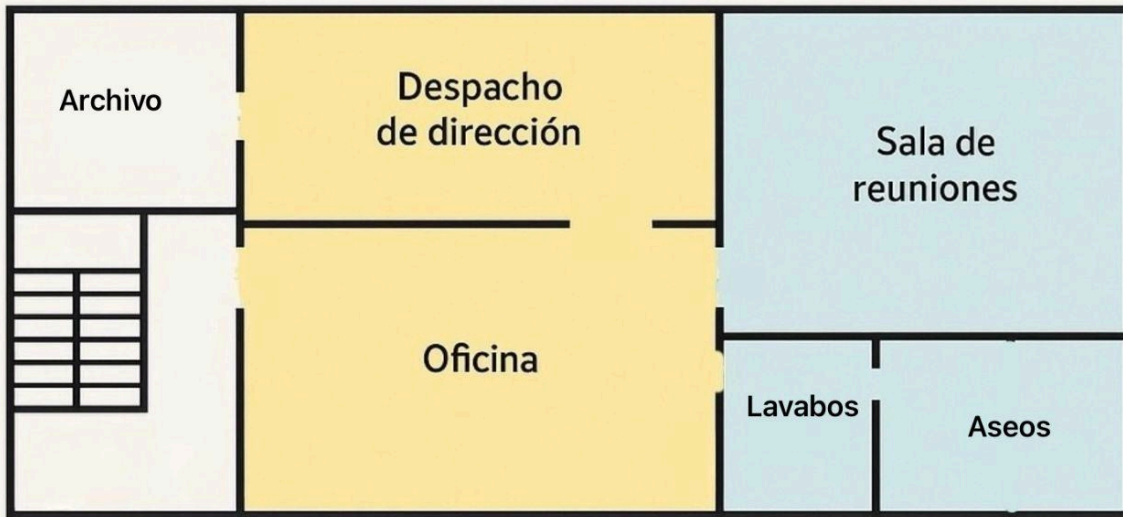 Archivo
Despacho
de dirección
Sala de
reuniones
Oficina
Lavabos
Aseos